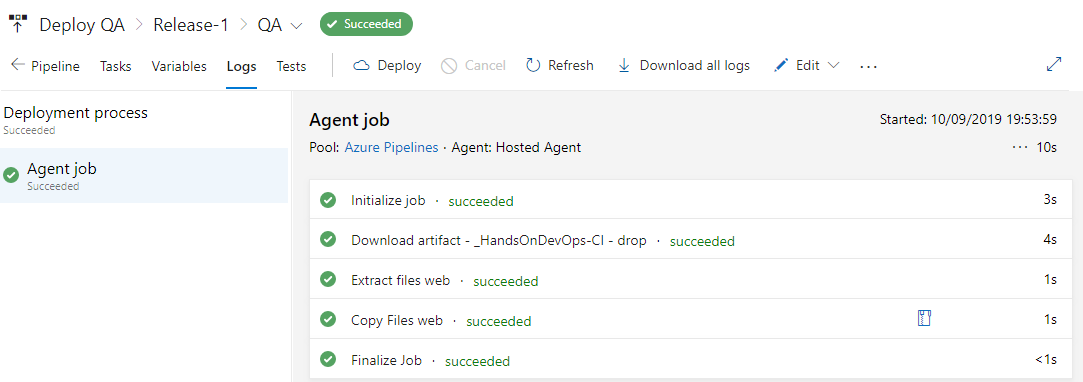 Deploy QA > Release-1 > QA Succeeded
Pipeline Tasks Variables Logs Tests Deploy Cancel Refresh Download all logs Edit ...
Deployment process
Succeeded
Agent job
Succeeded
Agent job Started: 10/09/2019 19:53:59
Pool: Azure Pipelines · Agent: Hosted Agent ... 10s
Initialize job · succeeded 3s
Download artifact - _HandsOnDevOps-CI - drop · succeeded 4s
Extract files web · succeeded 1s
Copy Files web · succeeded 1s
Finalize Job · succeeded <1s